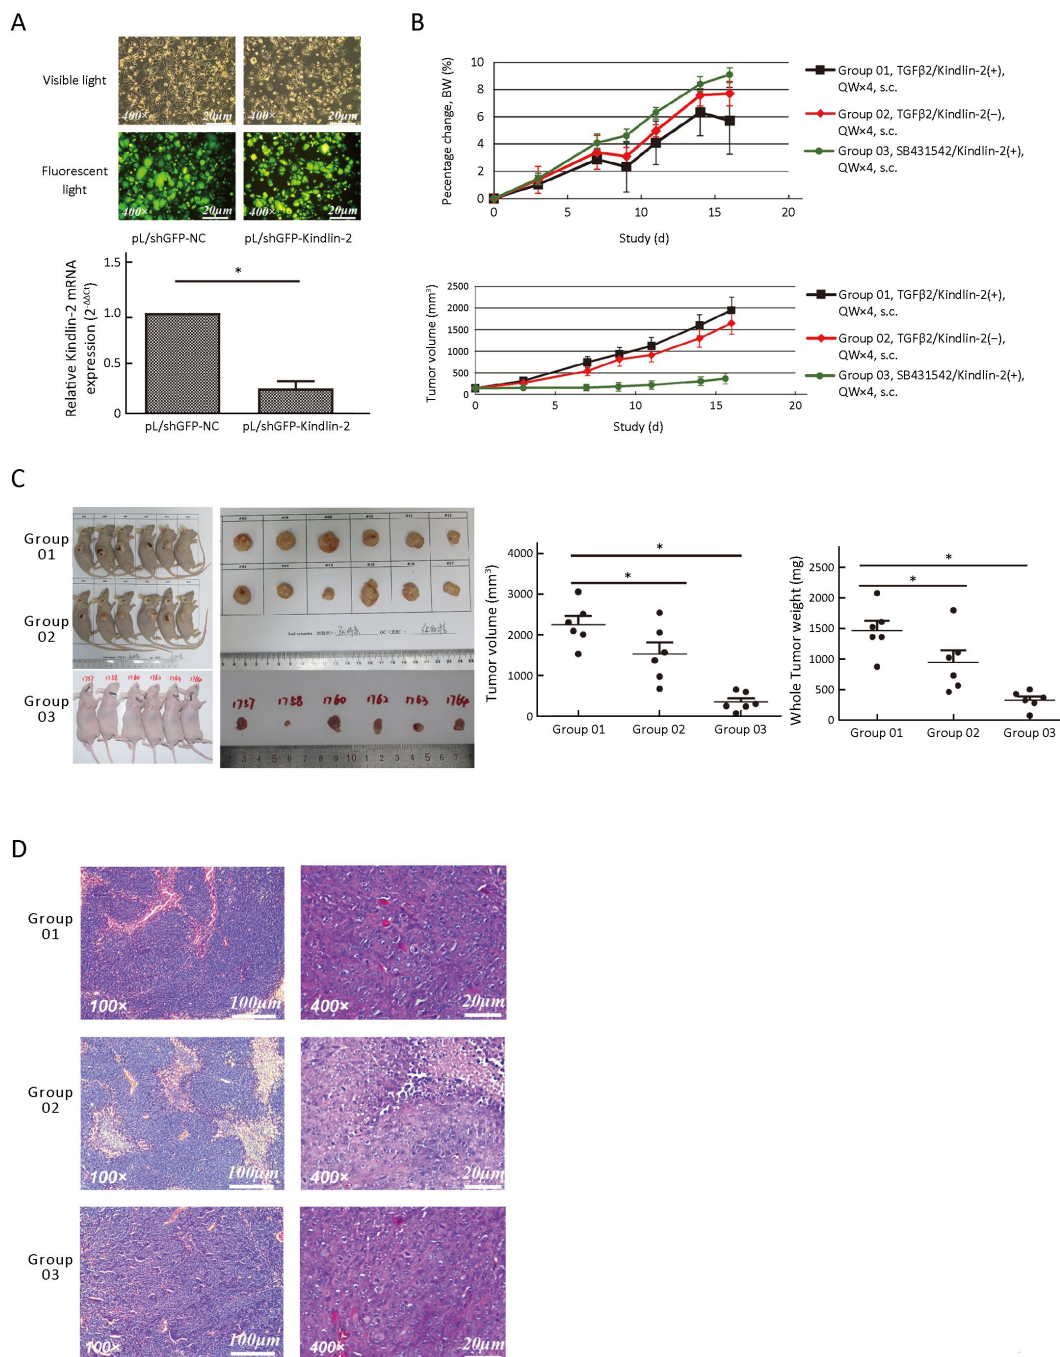 A
Visible light
400×
20μm
400×
20μm
Fluorescent
light
400×
20μm
400×
20μm
pL/shGFP-NC
pL/shGFP-Kindlin-2
Relative Kindlin-2 mRNA
expression (2^-ΔΔCt)
1.5
1.0
0.5
0
*
pL/shGFP-NC
pL/shGFP-Kindlin-2
B
Pecentage change, BW (%)
10
8
6
4
2
0
0
5
10
15
20
Study (d)
Group 01, TGFβ2/Kindlin-2(+),
QW×4, s.c.
Group 02, TGFβ2/Kindlin-2(−),
QW×4, s.c.
Group 03, SB431542/Kindlin-2(+),
QW×4, s.c.
Tumor volume (mm³)
2500
2000
1500
1000
500
0
0
5
10
15
20
Study (d)
Group 01, TGFβ2/Kindlin-2(+),
QW×4, s.c.
Group 02, TGFβ2/Kindlin-2(−),
QW×4, s.c.
Group 03, SB431542/Kindlin-2(+),
QW×4, s.c.
C
Group
01
Group
02
Group
03
1757 1758 1760 1762 1763 1764
1757 1758 1760 1762 1763 1764
Tumor volume (mm³)
4000
3000
2000
1000
0
*
*
Group 01
Group 02
Group 03
Whole Tumor weight (mg)
2500
2000
1500
1000
500
0
*
*
Group 01
Group 02
Group 03
D
Group
01
100×
100μm
400×
20μm
Group
02
100×
100μm
400×
20μm
Group
03
100×
100μm
400×
20μm